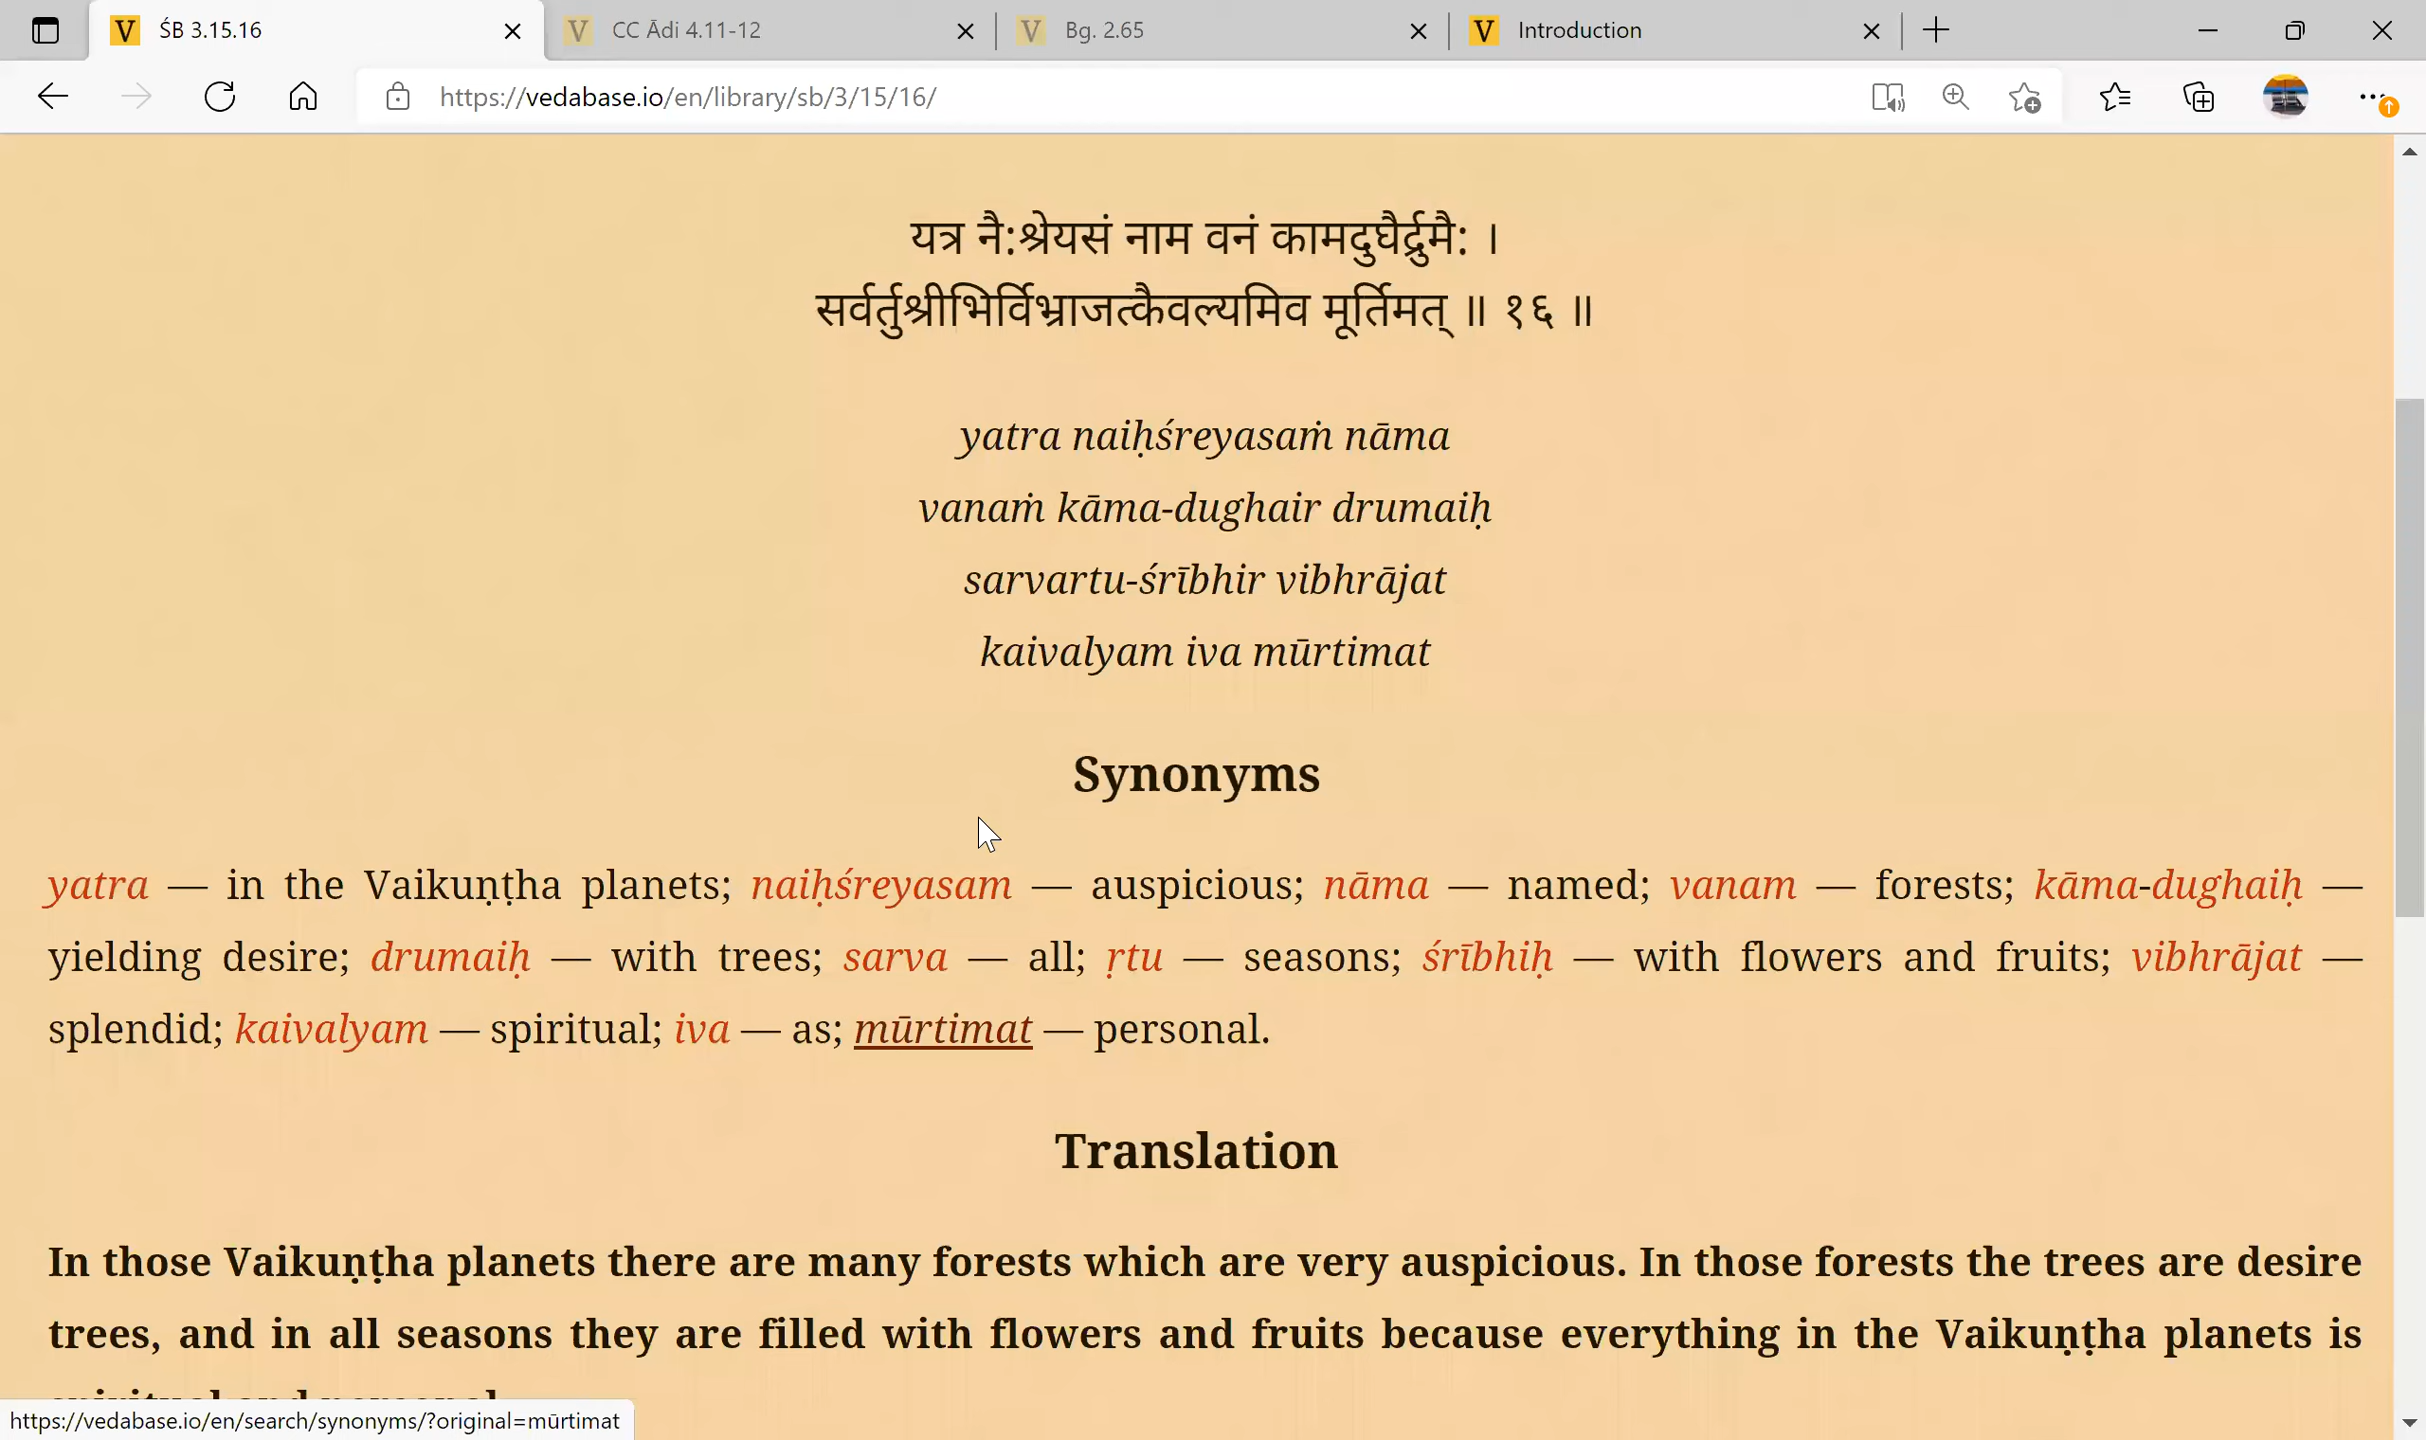 ŚB 3.15.16
CC Ādi 4.11-12
Bg. 2.65
Introduction
https://vedabase.io/en/library/sb/3/15/16/
यत्र नै:श्रेयसं नाम वनं कामदुघैर्द्रुमै: ।
सर्वर्तुश्रीभिर्विभ्राजत्कैवल्यमिव मूर्तिमत् ॥ १६ ॥
yatra naiḥśreyasaṁ nāma
vanaṁ kāma-dughair drumaiḥ
sarvartu-śrībhir vibhrājat
kaivalyam iva mūrtimat
Synonyms
yatra — in the Vaikuṇṭha planets; naiḥśreyasam — auspicious; nāma — named; vanam — forests; kāma-dughaiḥ —
yielding desire; drumaiḥ — with trees; sarva — all; ṛtu — seasons; śrībhiḥ — with flowers and fruits; vibhrājat —
splendid; kaivalyam — spiritual; iva — as; mūrtimat — personal.
Translation
In those Vaikuṇṭha planets there are many forests which are very auspicious. In those forests the trees are desire
trees, and in all seasons they are filled with flowers and fruits because everything in the Vaikuṇṭha planets is
spiritual and personal.
https://vedabase.io/en/search/synonyms/?original=mūrtimat